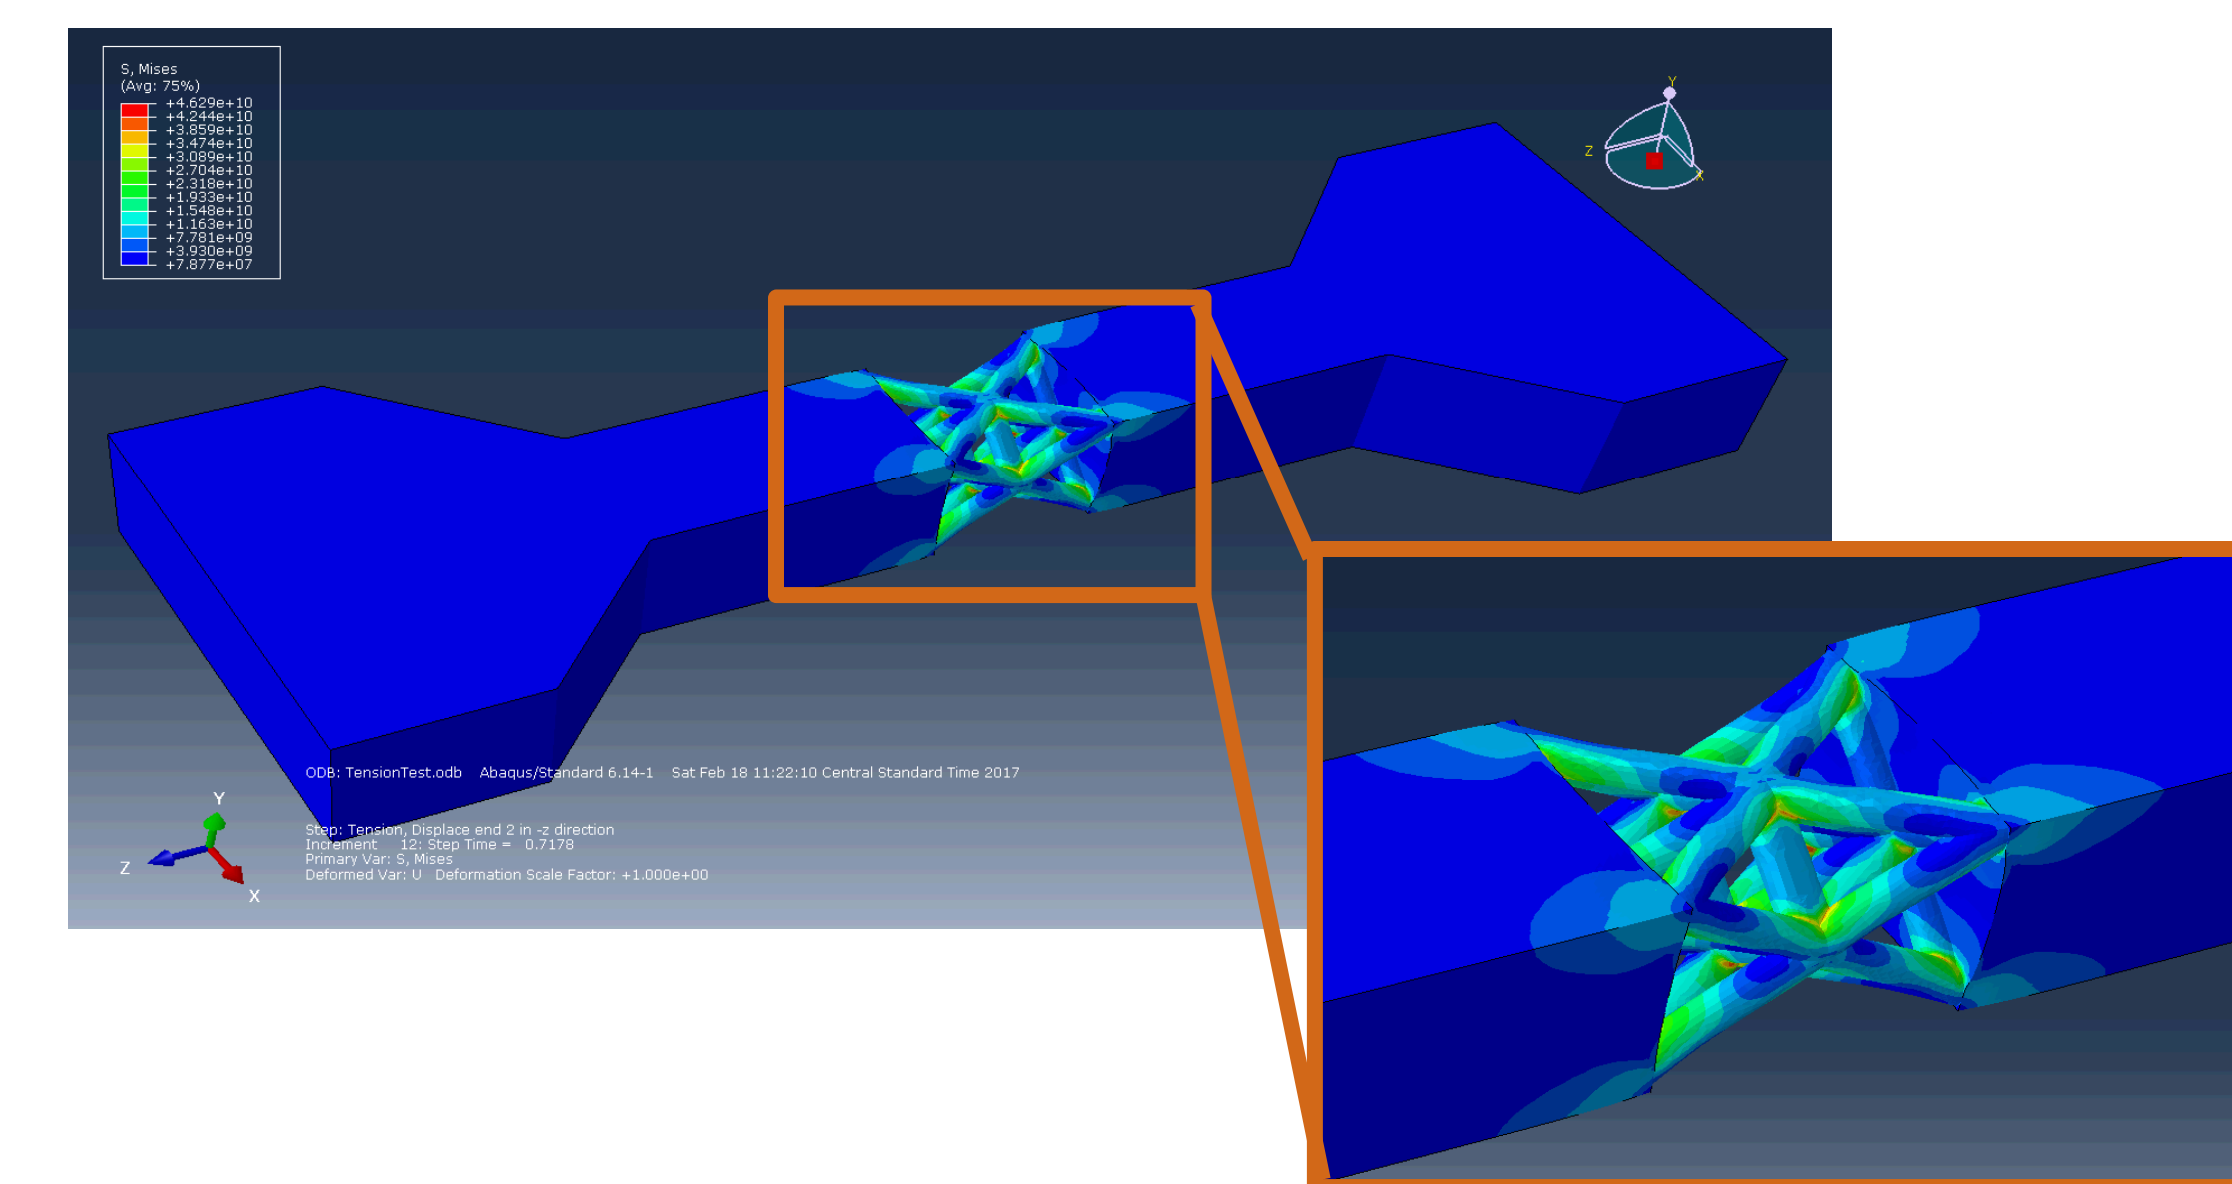 S, Mises
(Avg: 75%)
+4.629e+10
+4.244e+10
+3.859e+10
+3.474e+10
+3.089e+10
+2.704e+10
+2.318e+10
+1.933e+10
+1.548e+10
+1.163e+10
+7.781e+09
+3.930e+09
+7.877e+07
Y
Z
X
ODB: TensionTest.odb    Abaqus/Standard 6.14-1    Sat Feb 18 11:22:10 Central Standard Time 2017
Y
Z
X
Step: Tension, Displace end 2 in -z direction
Increment     12: Step Time =   0.7178
Primary Var: S, Mises
Deformed Var: U   Deformation Scale Factor: +1.000e+00